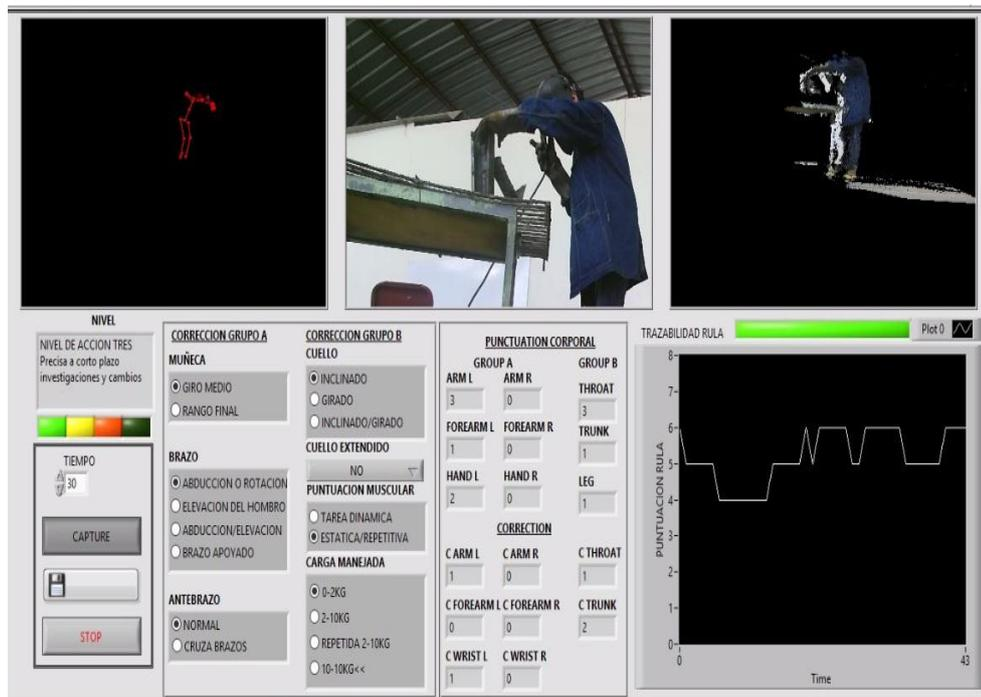 NIVEL
NIVEL DE ACCION TRES
Precisa a corto plazo
investigaciones y cambios
TIEMPO
30
CAPTURE
STOP
CORRECCION GRUPO A
MUÑECA
GIRO MEDIO
RANGO FINAL
BRAZO
ABDUCCION O ROTACION
ELEVACION DEL HOMBRO
ABDUCCION/ELEVACION
BRAZO APOYADO
ANTEBRAZO
NORMAL
CRUZA BRAZOS
CORRECCION GRUPO B
CUELLO
INCLINADO
GIRADO
INCLINADO/GIRADO
CUELLO EXTENDIDO
NO
PUNTUACION MUSCULAR
TAREA DINAMICA
ESTATICA/REPETITIVA
CARGA MANEJADA
0-2KG
2-10KG
REPETIDA 2-10KG
10-10KG<<
PUNCTUATION CORPORAL
GROUP A GROUP B
ARM L ARM R THROAT
3 0 3
FOREARM L FOREARM R TRUNK
1 0 1
HAND L HAND R LEG
2 0 1
CORRECTION
C ARM L C ARM R C THROAT
1 0 1
C FOREARM L C FOREARM R C TRUNK
0 0 2
C WRIST L C WRIST R
1 0
TRAZABILIDAD RULA Plot 0
PUNTUACION RULA
8
7
6
5
4
3
2
1
0
0 43
Time